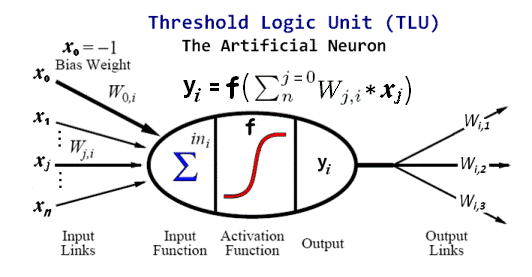 Threshold Logic Unit (TLU)
The Artificial Neuron
x₀ = −1
Bias Weight
x₀
W₀,ᵢ
yᵢ = f(∑ₙʲ⁼⁰ Wⱼ,ᵢ * xⱼ)
x₁
⋮
Wⱼ,ᵢ
xⱼ
⋮
xₙ
inᵢ
∑
f
yᵢ
Wᵢ,₁
Wᵢ,₂
Wᵢ,₃
Input
Links
Input
Function
Activation
Function
Output
Output
Links